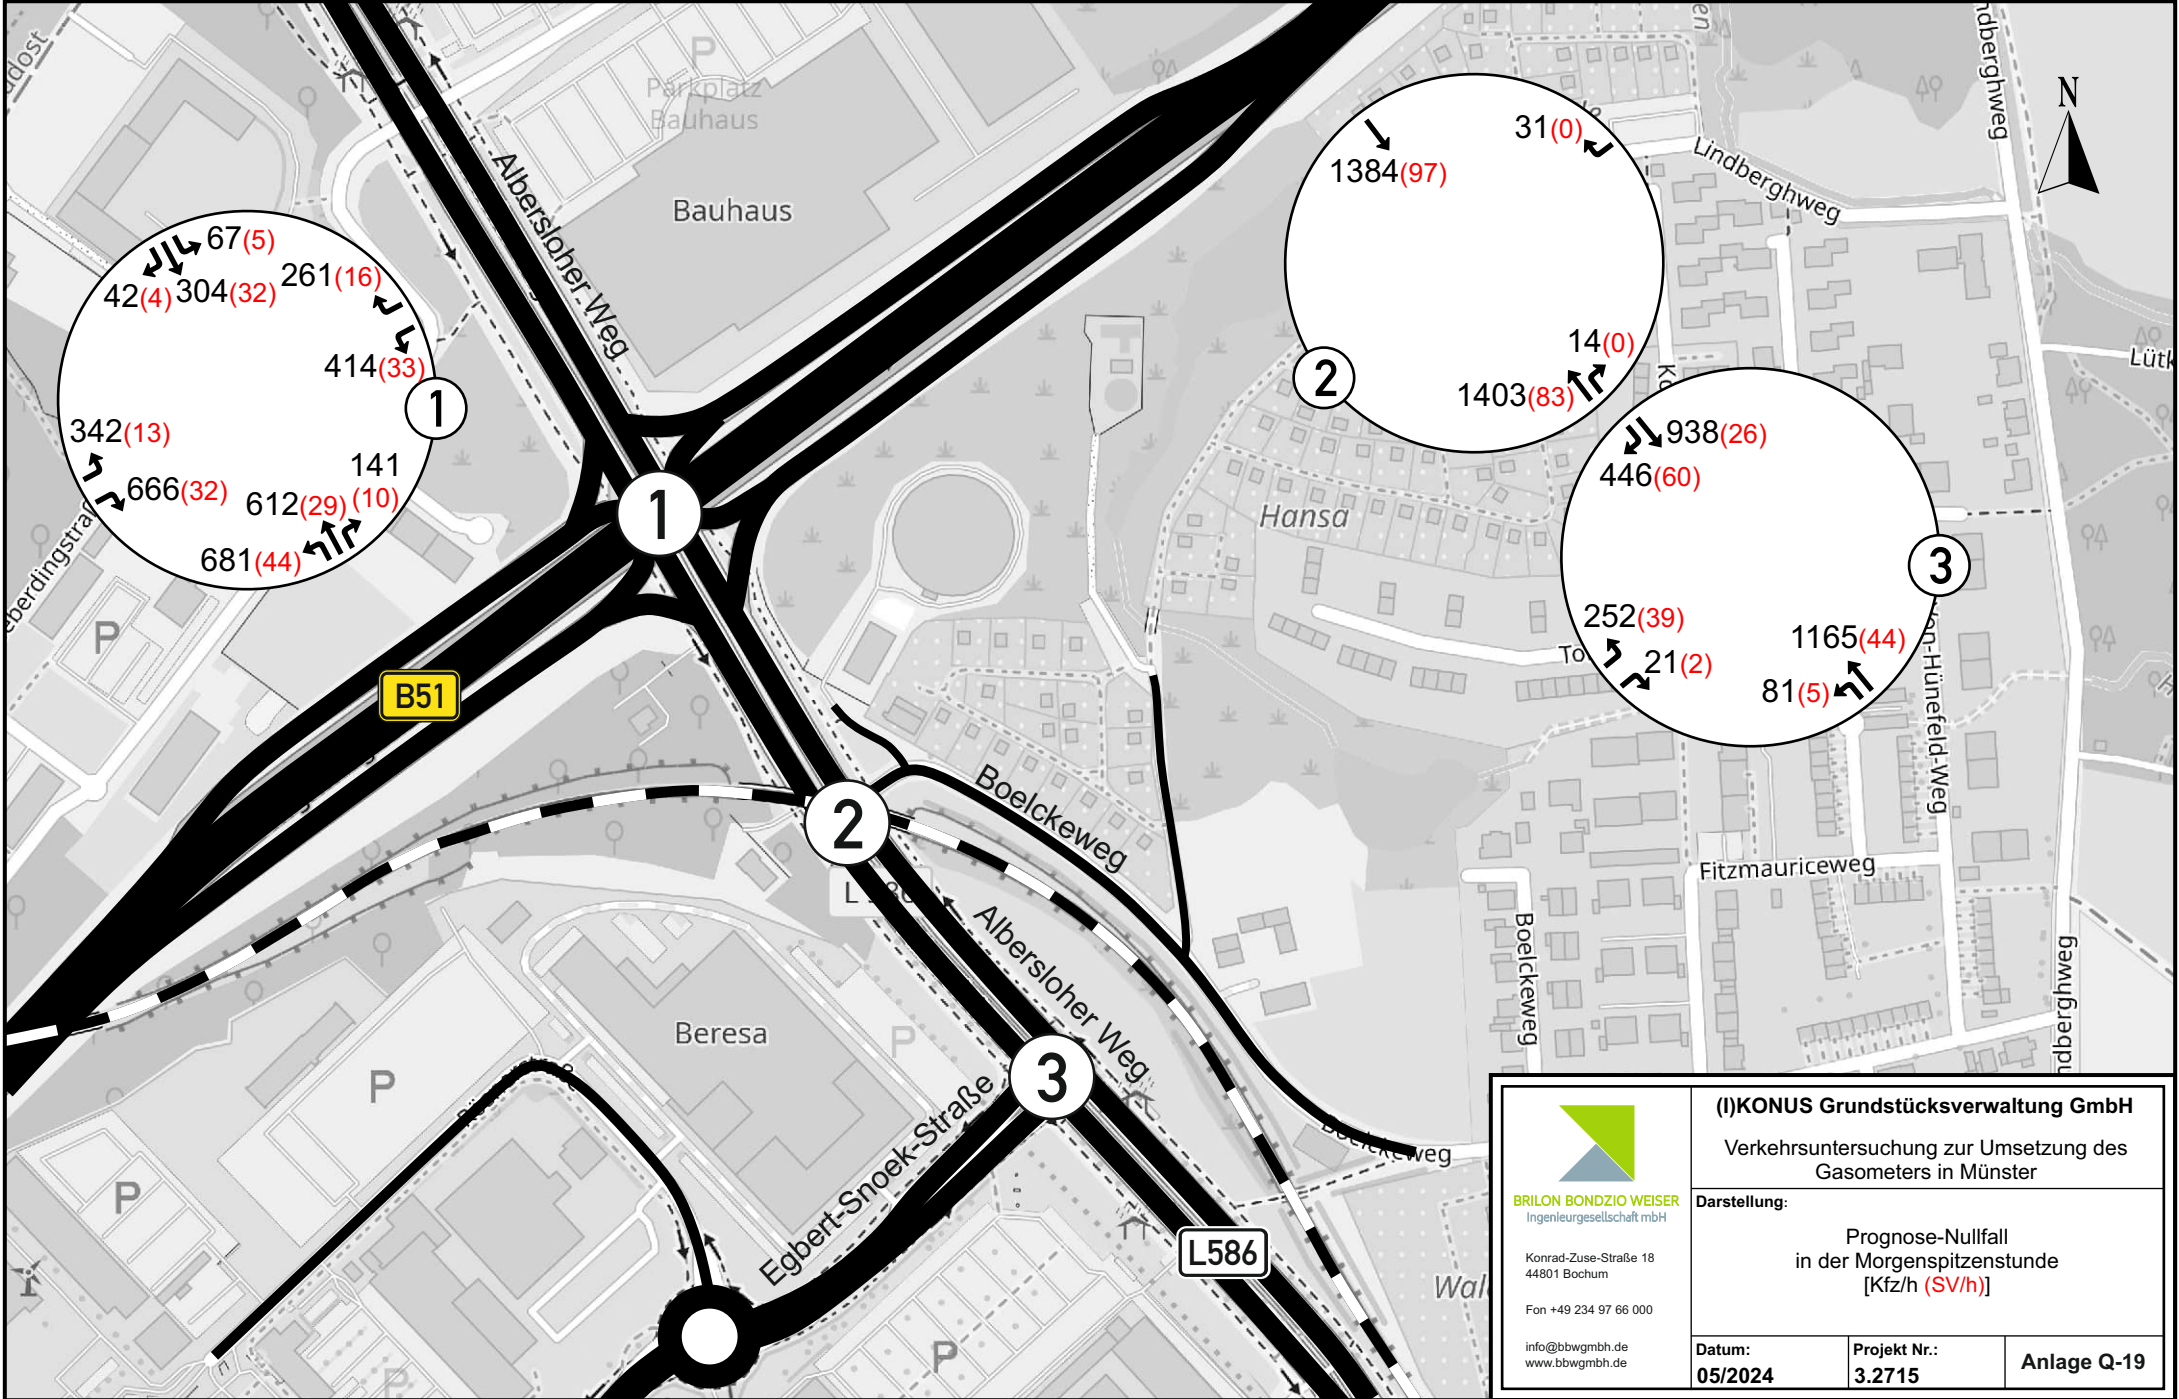 Parkplatz
Bauhaus
P
Bauhaus
Albersloher Weg
67(5)
42(4) 304(32)
261(16)
414(33)
1
342(13)
666(32)
141
612(29) (10)
681(44)
1384(97)
31(0)
14(0)
1403(83)
2
938(26)
446(60)
252(39)
21(2)
1165(44)
81(5)
3
N
Lindberghweg
Lindberghweg
Hansa
1
B51
2
Boelckeweg
Albersloher Weg
3
Beresa
P
P
P
P
P
P
Egbert-Snoek-Straße
L586
Fitzmauriceweg
Boelckeweg
Boelckeweg
(I)KONUS Grundstücksverwaltung GmbH
Verkehrsuntersuchung zur Umsetzung des
Gasometers in Münster
BRILON BONDZIO WEISER
Ingenieurgesellschaft mbH
Konrad-Zuse-Straße 18
44801 Bochum
Fon +49 234 97 66 000
info@bbwgmbh.de
www.bbwgmbh.de
Darstellung:
Prognose-Nullfall
in der Morgenspitzenstunde
[Kfz/h (SV/h)]
Datum:
05/2024
Projekt Nr.:
3.2715
Anlage Q-19